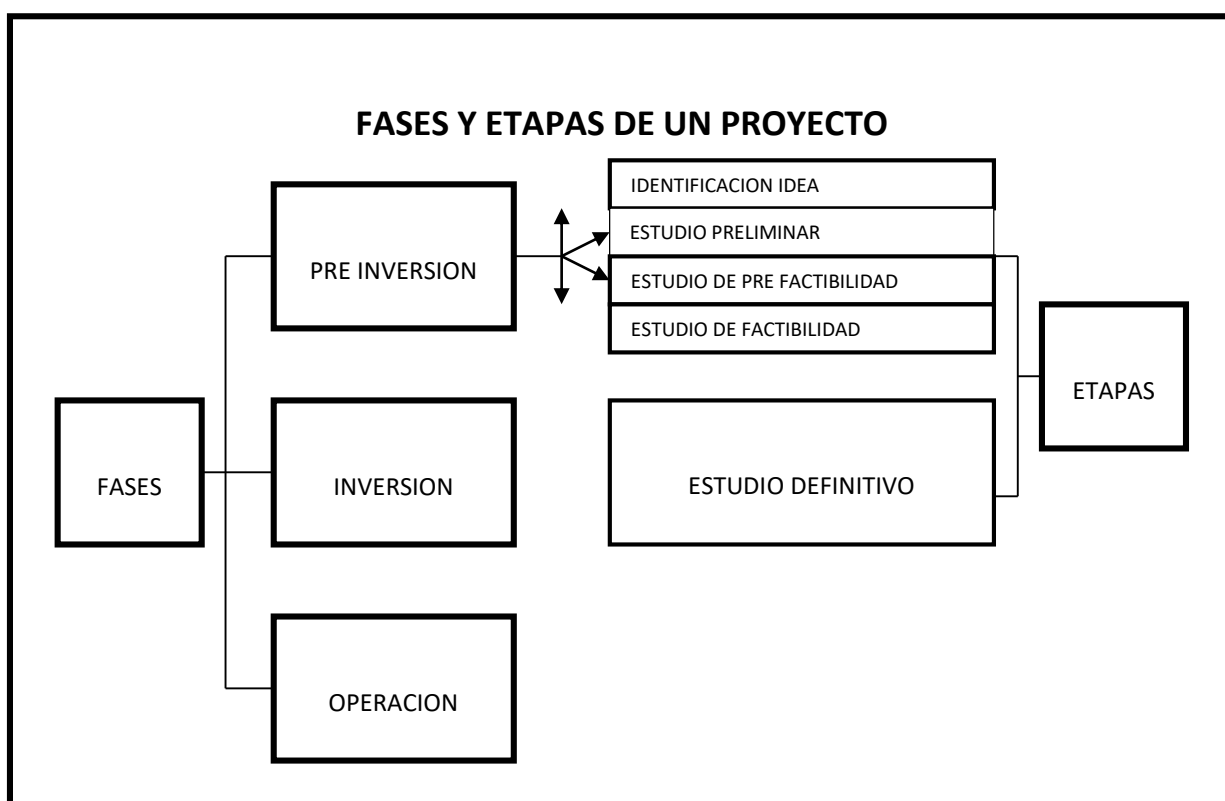 FASES Y ETAPAS DE UN PROYECTO
IDENTIFICACION IDEA
ESTUDIO PRELIMINAR
PRE INVERSION
ESTUDIO DE PRE FACTIBILIDAD
ESTUDIO DE FACTIBILIDAD
ETAPAS
FASES
INVERSION
ESTUDIO DEFINITIVO
OPERACION